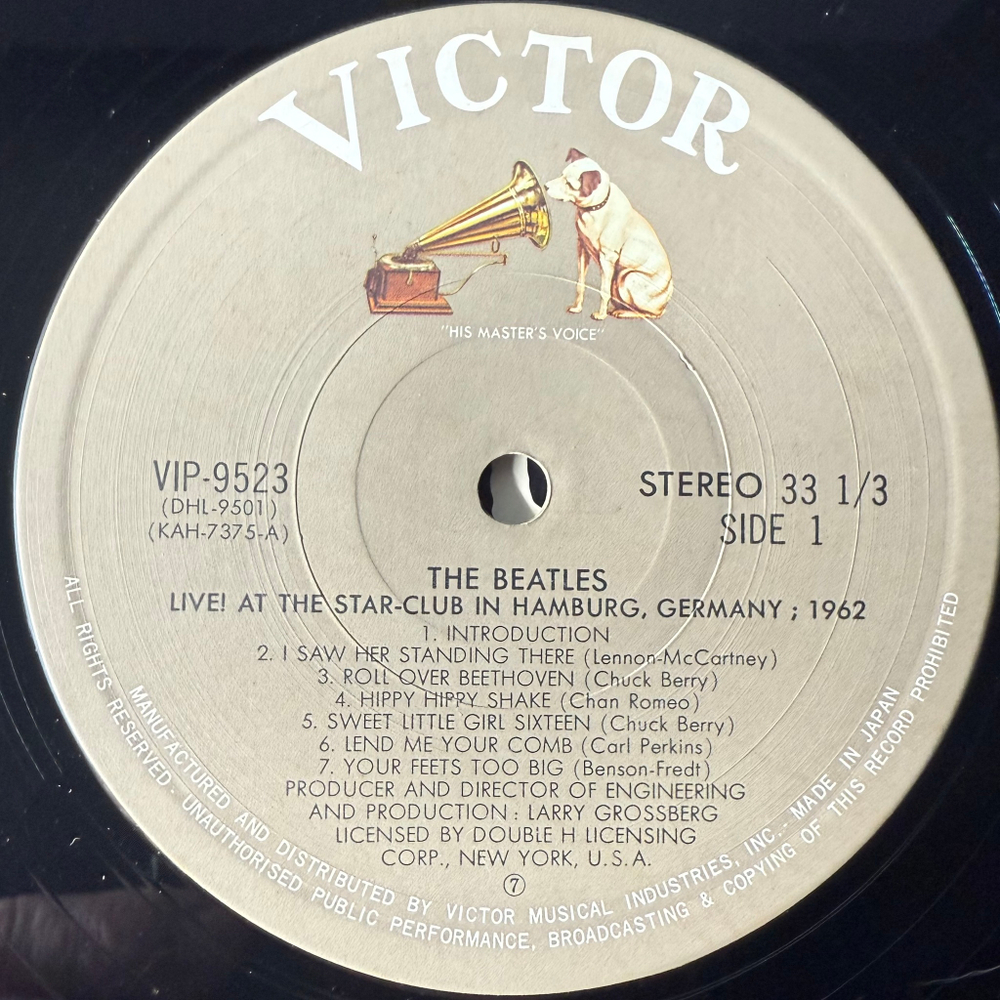 VICTOR
"HIS MASTER'S VOICE"
VIP-9523
(DHL-9501)
(KAH-7375-A)
STEREO 33 1/3
SIDE 1
THE BEATLES
LIVE! AT THE STAR-CLUB IN HAMBURG, GERMANY ; 1962
1. INTRODUCTION
2. I SAW HER STANDING THERE (Lennon-McCartney)
3. ROLL OVER BEETHOVEN (Chuck Berry)
4. HIPPY HIPPY SHAKE (Chan Romeo)
5. SWEET LITTLE GIRL SIXTEEN (Chuck Berry)
6. LEND ME YOUR COMB (Carl Perkins)
7. YOUR FEETS TOO BIG (Benson-Fredt)
PRODUCER AND DIRECTOR OF ENGINEERING
AND PRODUCTION : LARRY GROSSBERG
LICENSED BY DOUBLE H LICENSING
CORP., NEW YORK, U.S.A.
⑦
MANUFACTURED AND DISTRIBUTED BY VICTOR MUSICAL INDUSTRIES, INC.. MADE IN JAPAN
ALL RIGHTS RESERVED · UNAUTHORISED PUBLIC PERFORMANCE, BROADCASTING & COPYING OF THIS RECORD PROHIBITED